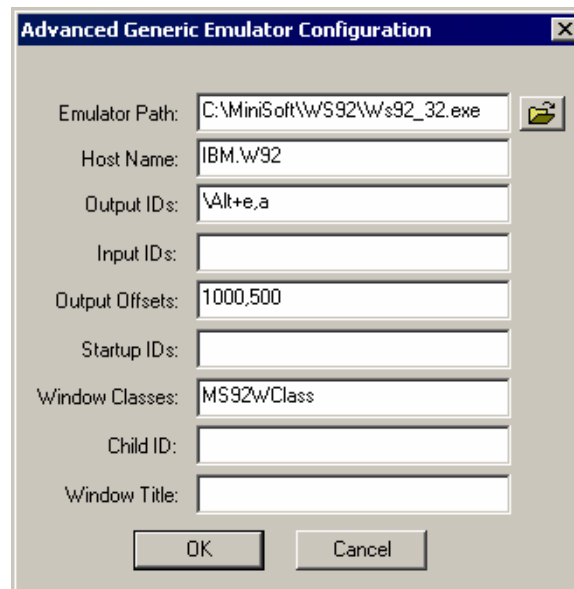 Advanced Generic Emulator Configuration
Emulator Path: C:\MiniSoft\WS92\Ws92_32.exe
Host Name: IBM.W92
Output IDs: \Alt+e,a
Input IDs:
Output Offsets: 1000,500
Startup IDs:
Window Classes: MS92WClass
Child ID:
Window Title:
OK Cancel